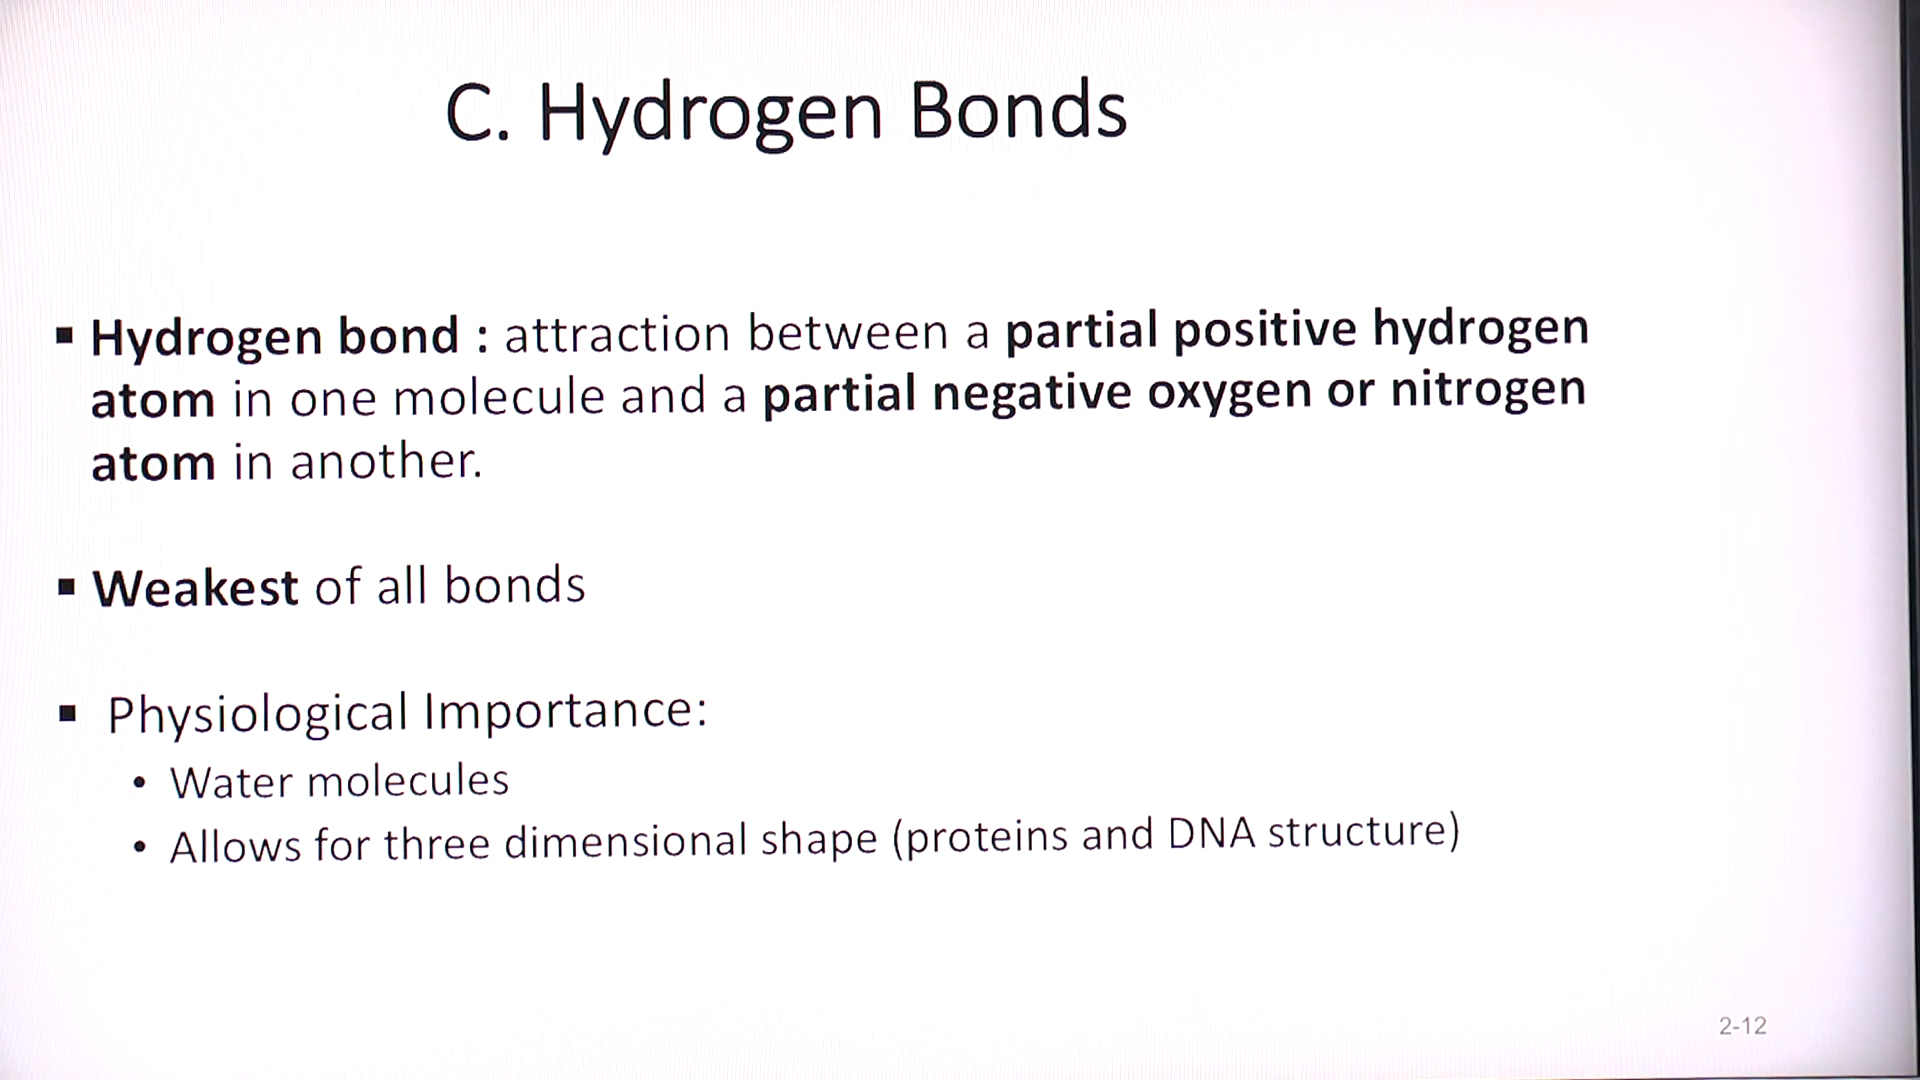 C. Hydrogen Bonds
▪ Hydrogen bond : attraction between a partial positive hydrogen
atom in one molecule and a partial negative oxygen or nitrogen
atom in another.
▪ Weakest of all bonds
▪ Physiological Importance:
• Water molecules
• Allows for three dimensional shape (proteins and DNA structure)
2-12